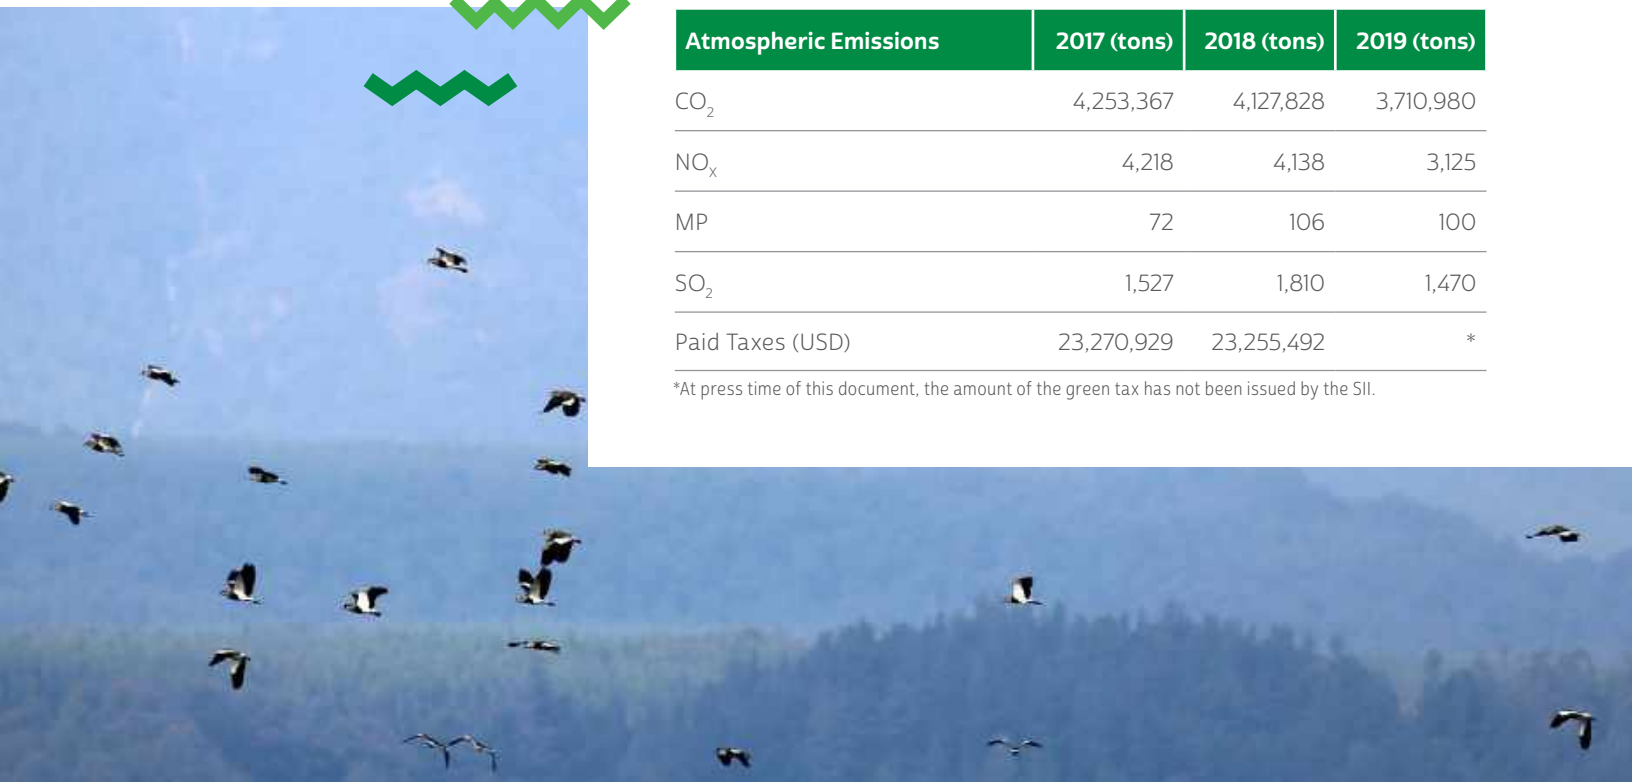 Atmospheric Emissions 2017 (tons) 2018 (tons) 2019 (tons)
CO₂ 4,253,367 4,127,828 3,710,980
NOₓ 4,218 4,138 3,125
MP 72 106 100
SO₂ 1,527 1,810 1,470
Paid Taxes (USD) 23,270,929 23,255,492 *
*At press time of this document, the amount of the green tax has not been issued by the SII.